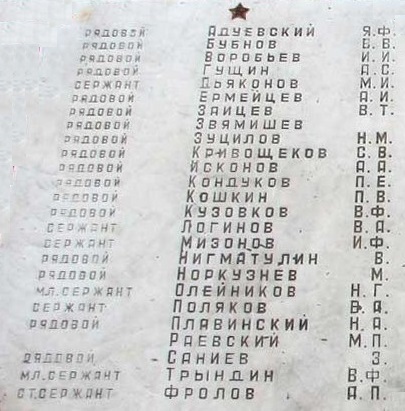 РЯДОВОЙ АДУЕВСКИЙ Я.Ф.
РЯДОВОЙ БУБНОВ В.В.
РЯДОВОЙ ВОРОБЬЕВ И.И.
РЯДОВОЙ ГУЩИН А.С.
СЕРЖАНТ ДЬЯКОНОВ М.И.
РЯДОВОЙ ЕРМЕЙЦЕВ А.И.
РЯДОВОЙ ЗАЙЦЕВ В.Т.
РЯДОВОЙ ЗВЯМИШЕВ
РЯДОВОЙ ЗУЦИЛОВ Н.М.
РЯДОВОЙ КРИВОЩЕКОВ С.В.
РЯДОВОЙ ИСКОНОВ А.А.
РЯДОВОЙ КОНДУКОВ П.Е.
РЯДОВОЙ КОШКИН П.В.
РЯДОВОЙ КУЗОВКОВ В.Ф.
СЕРЖАНТ ЛОГИНОВ В.А.
СЕРЖАНТ МИЗОНОВ И.Ф.
РЯДОВОЙ НИГМАТУЛИН В.
РЯДОВОЙ НОРКУЗНЕВ М.
МЛ.СЕРЖАНТ ОЛЕЙНИКОВ Н.Г.
СЕРЖАНТ ПОЛЯКОВ В.А.
РЯДОВОЙ ПЛАВИНСКИЙ Н.А.
РАЕВСКИЙ М.П.
РЯДОВОЙ САНИЕВ З.
МЛ.СЕРЖАНТ ТРЫНДИН В.Ф.
СТ.СЕРЖАНТ ФРОЛОВ А.П.